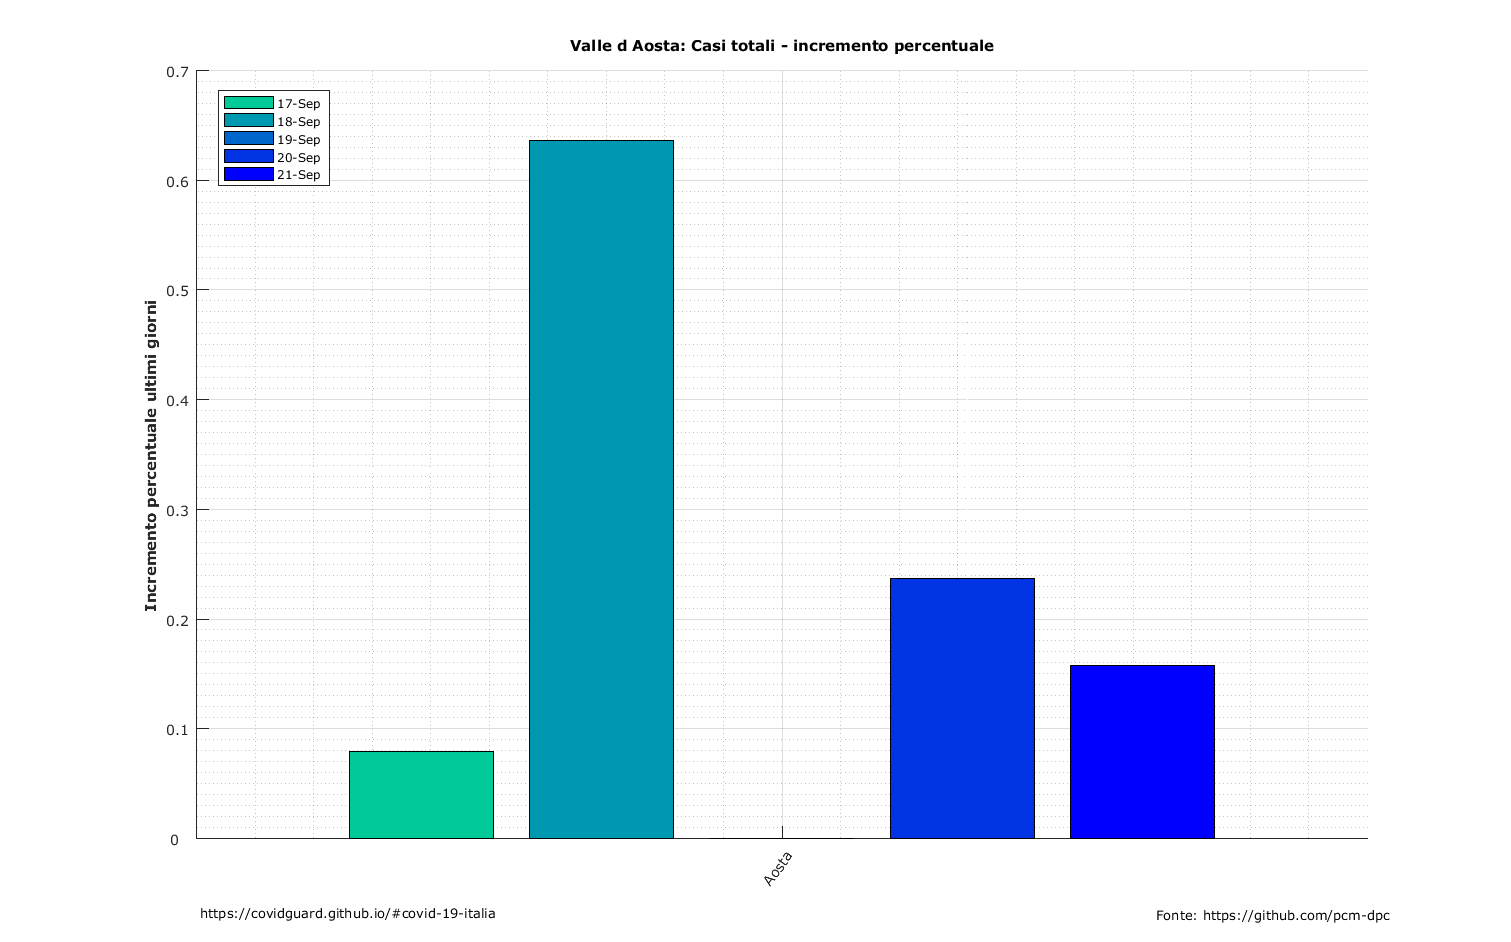 Valle d Aosta: Casi totali - incremento percentuale
0.7
0.6
0.5
0.4
0.3
0.2
0.1
0
Incremento percentuale ultimi giorni
17-Sep
18-Sep
19-Sep
20-Sep
21-Sep
Aosta
https://covidguard.github.io/#covid-19-italia
Fonte: https://github.com/pcm-dpc